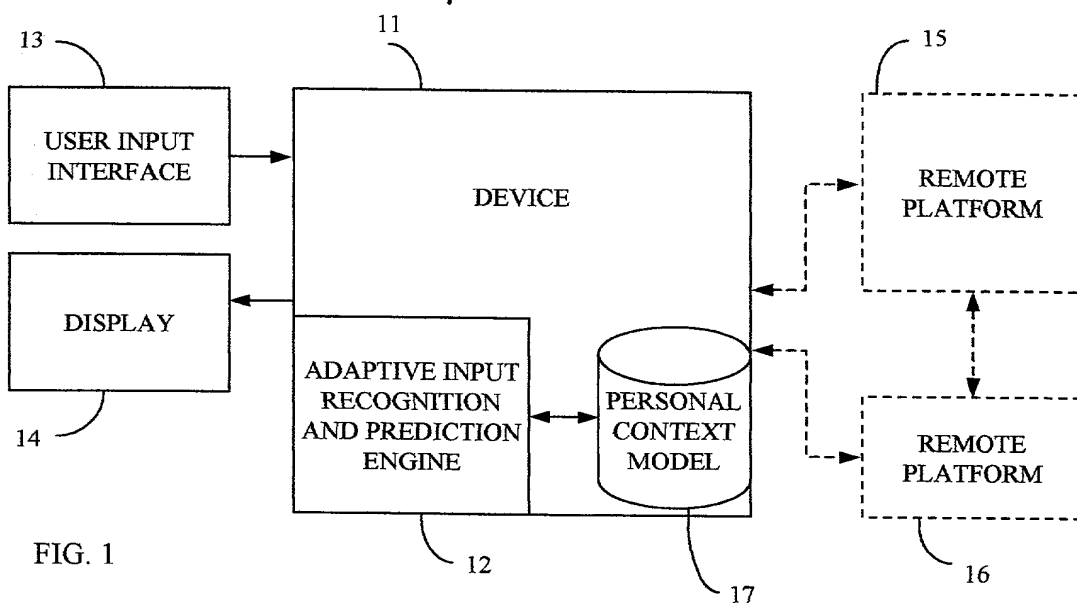 13
11
15
USER INPUT
INTERFACE
DEVICE
REMOTE
PLATFORM
DISPLAY
ADAPTIVE INPUT
RECOGNITION
AND PREDICTION
ENGINE
PERSONAL
CONTEXT
MODEL
REMOTE
PLATFORM
14
FIG. 1
12
17
16